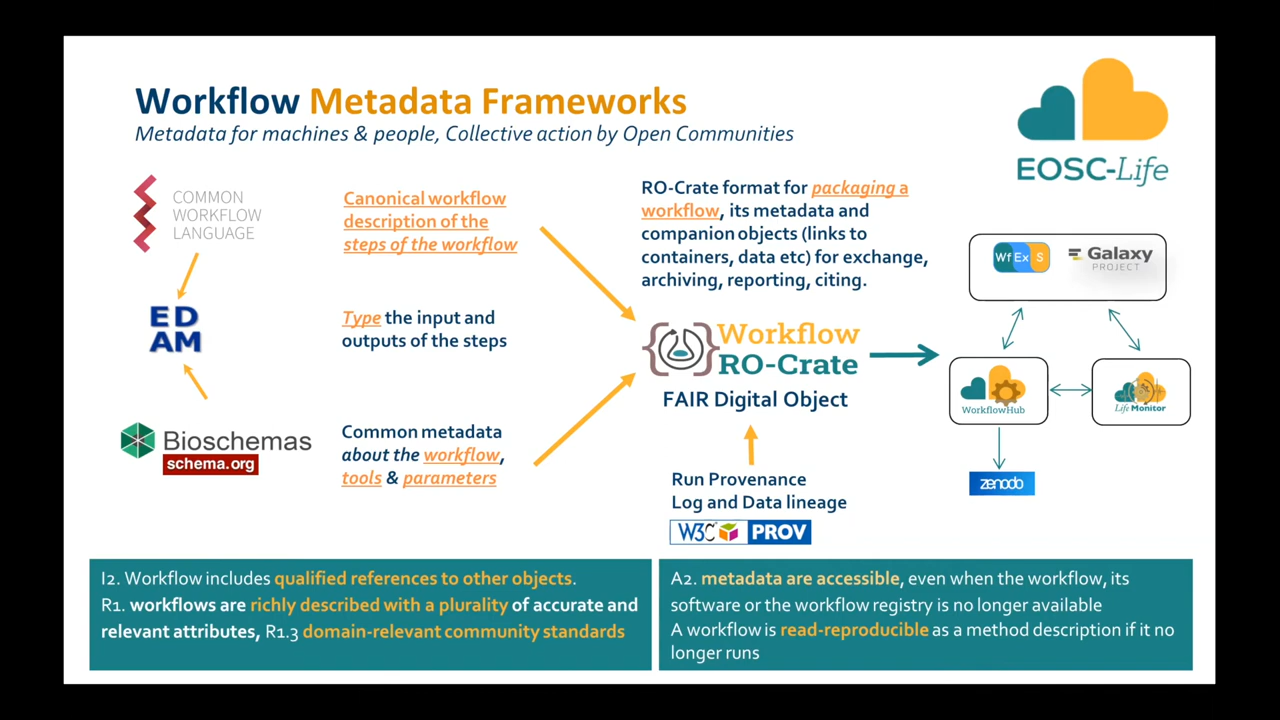 Workflow Metadata Frameworks
Metadata for machines & people, Collective action by Open Communities
EOSC-Life
COMMON
WORKFLOW
LANGUAGE
Canonical workflow
description of the
steps of the workflow
RO-Crate format for packaging a
workflow, its metadata and
companion objects (links to
containers, data etc) for exchange,
archiving, reporting, citing.
WfExS
Galaxy
PROJECT
ED
AM
Type the input and
outputs of the steps
Workflow
RO-Crate
FAIR Digital Object
WorkflowHub
LifeMonitor
Bioschemas
schema.org
Common metadata
about the workflow,
tools & parameters
Run Provenance
Log and Data lineage
W3C PROV
zenodo
I2. Workflow includes qualified references to other objects.
R1. workflows are richly described with a plurality of accurate and
relevant attributes, R1.3 domain-relevant community standards
A2. metadata are accessible, even when the workflow, its
software or the workflow registry is no longer available
A workflow is read-reproducible as a method description if it no
longer runs